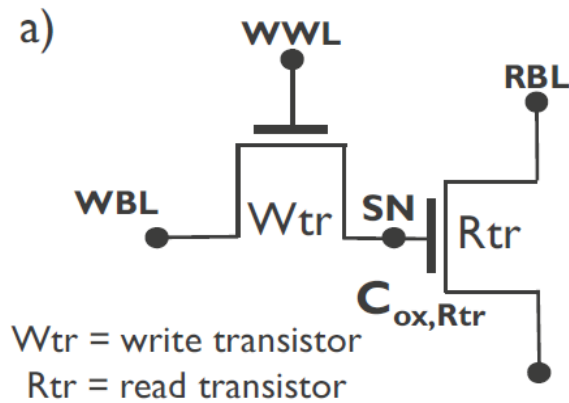 a)
WWL
RBL
WBL
Wtr
SN
Rtr
Cox,Rtr
Wtr = write transistor
Rtr = read transistor